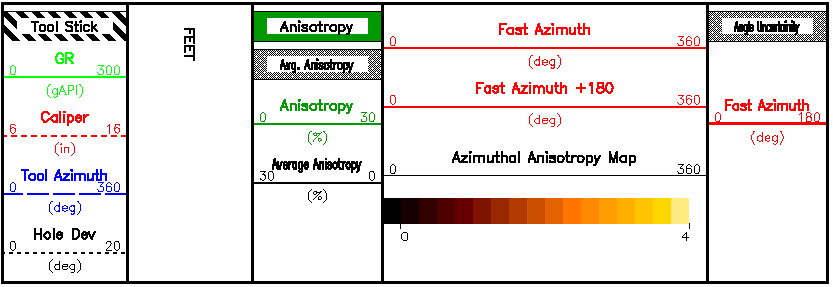 Tool Stick
GR
0 300
(gAPI)
Caliper
6 16
(in)
Tool Azimuth
0 360
(deg)
Hole Dev
0 20
(deg)
FEET
Anisotropy
Avg. Anisotropy
Anisotropy
0 30
(%)
Average Anisotropy
30 0
(%)
Fast Azimuth
0 360
(deg)
Fast Azimuth +180
0 360
(deg)
Azimuthal Anisotropy Map
0 360
0 4
Angle Uncertainity
Fast Azimuth
0 180
(deg)